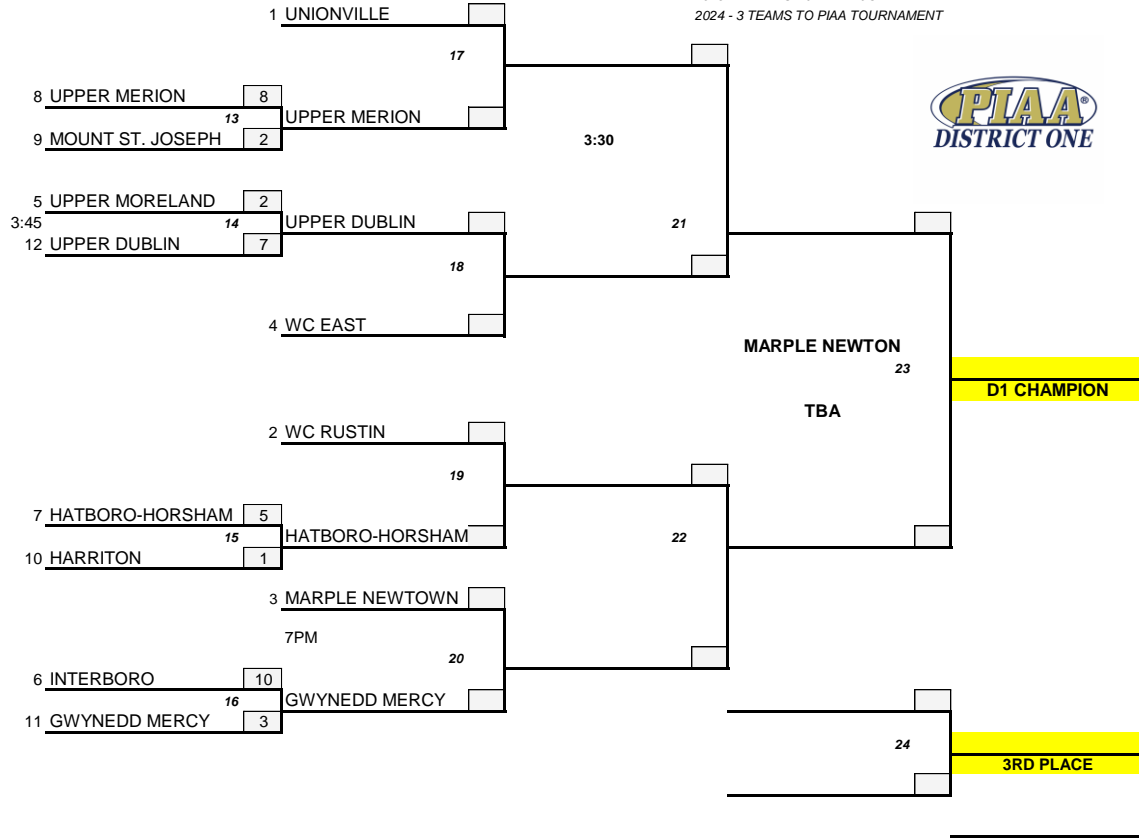 1 UNIONVILLE
2024 - 3 TEAMS TO PIAA TOURNAMENT
17
8 UPPER MERION 8
13 UPPER MERION
9 MOUNT ST. JOSEPH 2
3:30
PIAA®
DISTRICT ONE
5 UPPER MORELAND 2
3:45
14 UPPER DUBLIN
21
12 UPPER DUBLIN 7
18
4 WC EAST
MARPLE NEWTON
23
D1 CHAMPION
TBA
2 WC RUSTIN
19
7 HATBORO-HORSHAM 5
15 HATBORO-HORSHAM
22
10 HARRITON 1
3 MARPLE NEWTOWN
7PM
20
6 INTERBORO 10
16 GWYNEDD MERCY
11 GWYNEDD MERCY 3
24
3RD PLACE